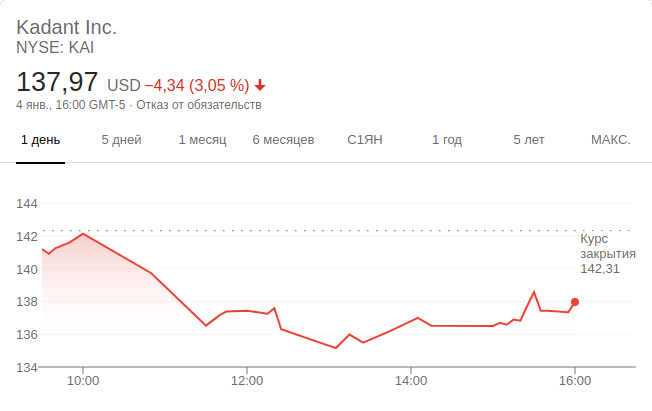 Kadant Inc.
NYSE: KAI
137,97 USD −4,34 (3,05 %)
4 янв., 16:00 GMT-5 · Отказ от обязательств
1 день 5 дней 1 месяц 6 месяцев С1ЯН 1 год 5 лет МАКС.
144
142
140
138
136
134
Курс
закрытия
142,31
10:00 12:00 14:00 16:00